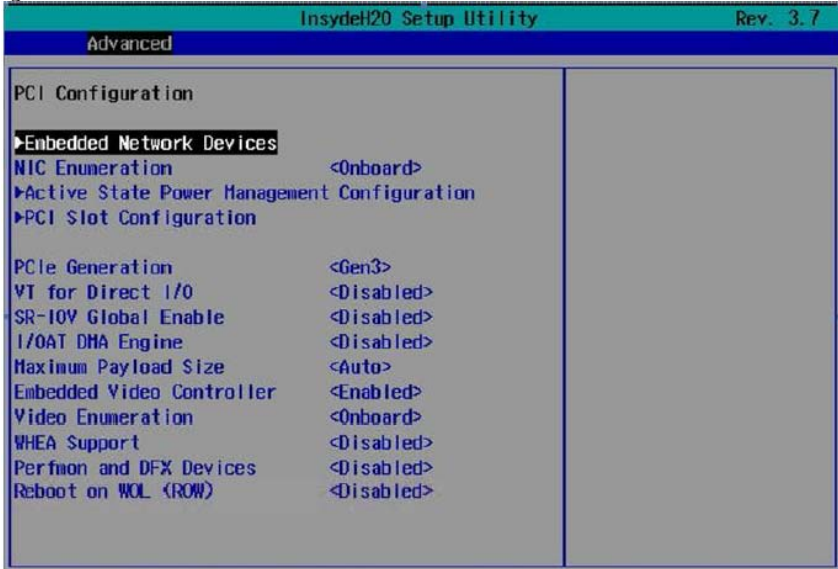 InsydeH20 Setup Utility Rev. 3.7
Advanced
PCI Configuration
▶Embedded Network Devices
NIC Enumeration <Onboard>
▶Active State Power Management Configuration
▶PCI Slot Configuration
PCIe Generation <Gen3>
VT for Direct I/O <Disabled>
SR-IOV Global Enable <Disabled>
I/OAT DMA Engine <Disabled>
Maximum Payload Size <Auto>
Embedded Video Controller <Enabled>
Video Enumeration <Onboard>
WHEA Support <Disabled>
Perfmon and DFX Devices <Disabled>
Reboot on WOL (ROW) <Disabled>